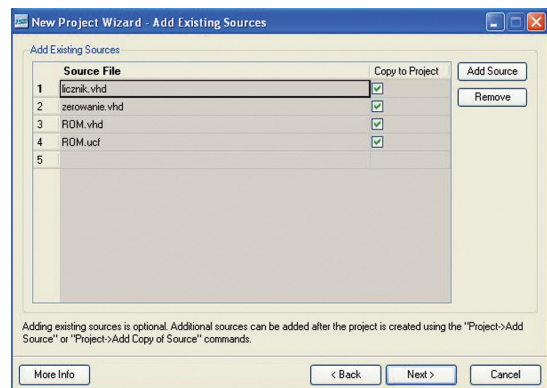 New Project Wizard - Add Existing Sources
Add Existing Sources
Source File Copy to Project
1 licznik.vhd
2 zerowanie.vhd
3 ROM.vhd
4 ROM.ucf
5
Add Source
Remove
Adding existing sources is optional. Additional sources can be added after the project is created using the "Project->Add
Source" or "Project->Add Copy of Source" commands.
More Info < Back Next > Cancel